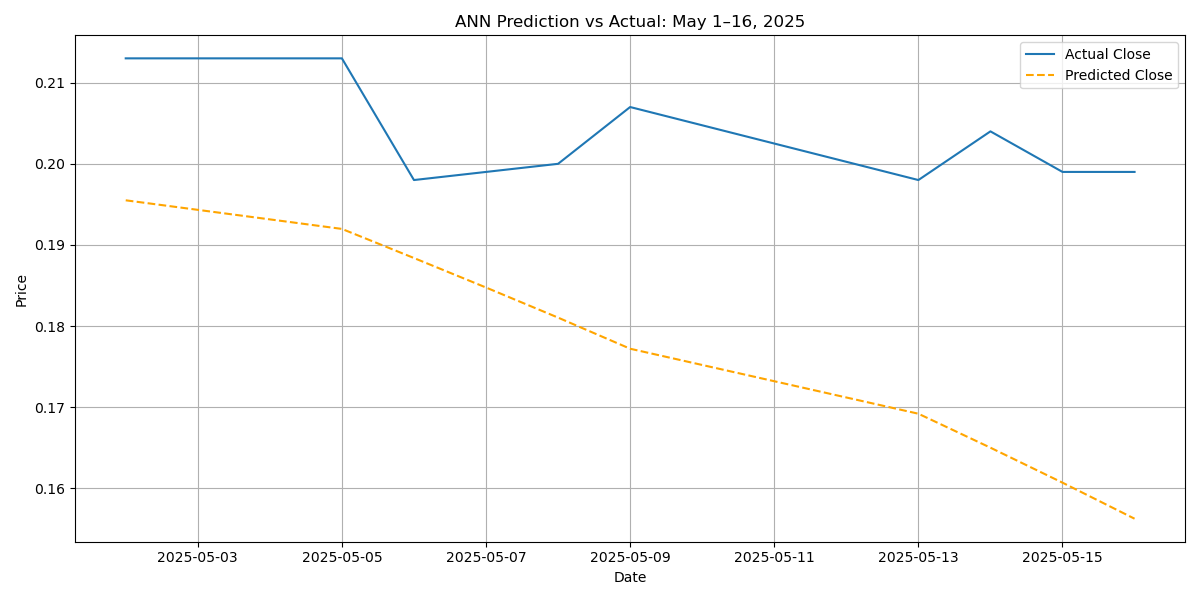 ANN Prediction vs Actual: May 1–16, 2025
Actual Close
Predicted Close
Price
0.21
0.20
0.19
0.18
0.17
0.16
2025-05-03 2025-05-05 2025-05-07 2025-05-09 2025-05-11 2025-05-13 2025-05-15
Date